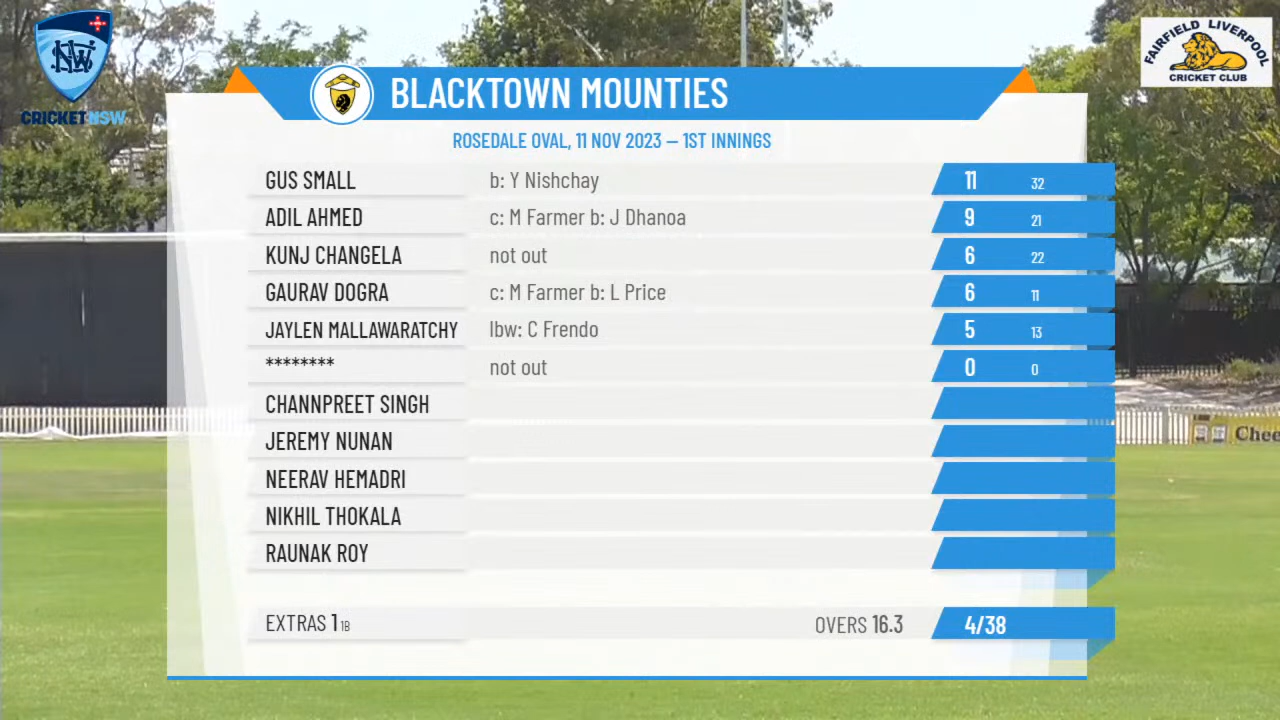 NSW
CRICKET NSW
FAIRFIELD LIVERPOOL
CRICKET CLUB
BLACKTOWN MOUNTIES
ROSEDALE OVAL, 11 NOV 2023 – 1ST INNINGS
GUS SMALL b: Y Nishchay 11 32
ADIL AHMED c: M Farmer b: J Dhanoa 9 21
KUNJ CHANGELA not out 6 22
GAURAV DOGRA c: M Farmer b: L Price 6 11
JAYLEN MALLAWARATCHY lbw: C Frendo 5 13
******** not out 0 0
CHANNPREET SINGH
JEREMY NUNAN
NEERAV HEMADRI
NIKHIL THOKALA
RAUNAK ROY
EXTRAS 1 1B OVERS 16.3 4/38
Chee